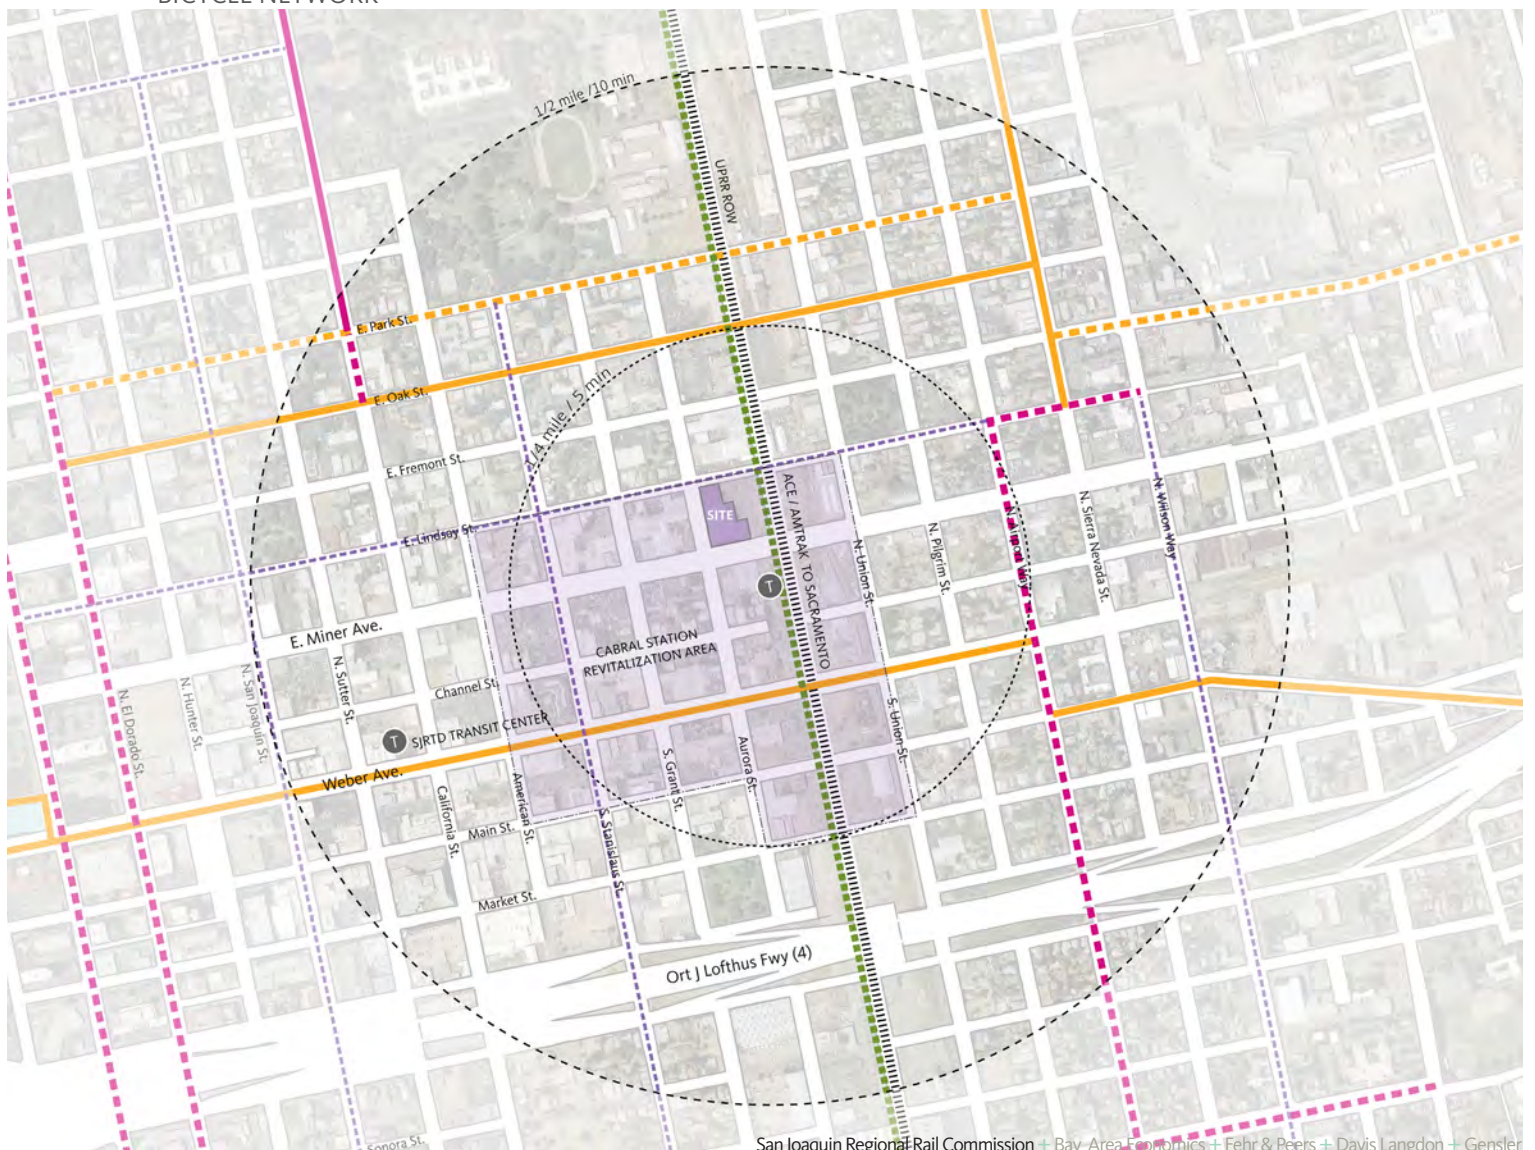 BICYCLE NETWORK
1/2 mile /10 min
UPRR ROW
E. Park St.
E. Oak St.
1/4 mile / 5 min
E. Fremont St.
E. Lindsay St.
SITE
ACE / AMTRAK TO SACRAMENTO
N. Union St.
N. Pilgrim St.
N. Airport Way
N. Sierra Nevada St.
N. Wilson Way
T
E. Miner Ave.
CABRAL STATION
REVITALIZATION AREA
N. El Dorado St.
N. Hunter St.
N. San Joaquin St.
N. Sutter St.
Channel St.
T
SJRTD TRANSIT CENTER
Weber Ave.
S. Union St.
California St.
American St.
Main St.
S. Stanislaus St.
S. Grant St.
Aurora St.
Market St.
Ort J Lofthus Fwy (4)
Sonora St.
San Joaquin Regional Rail Commission + Bay Area Economics + Fehr & Peers + Davis Langdon + Gensler